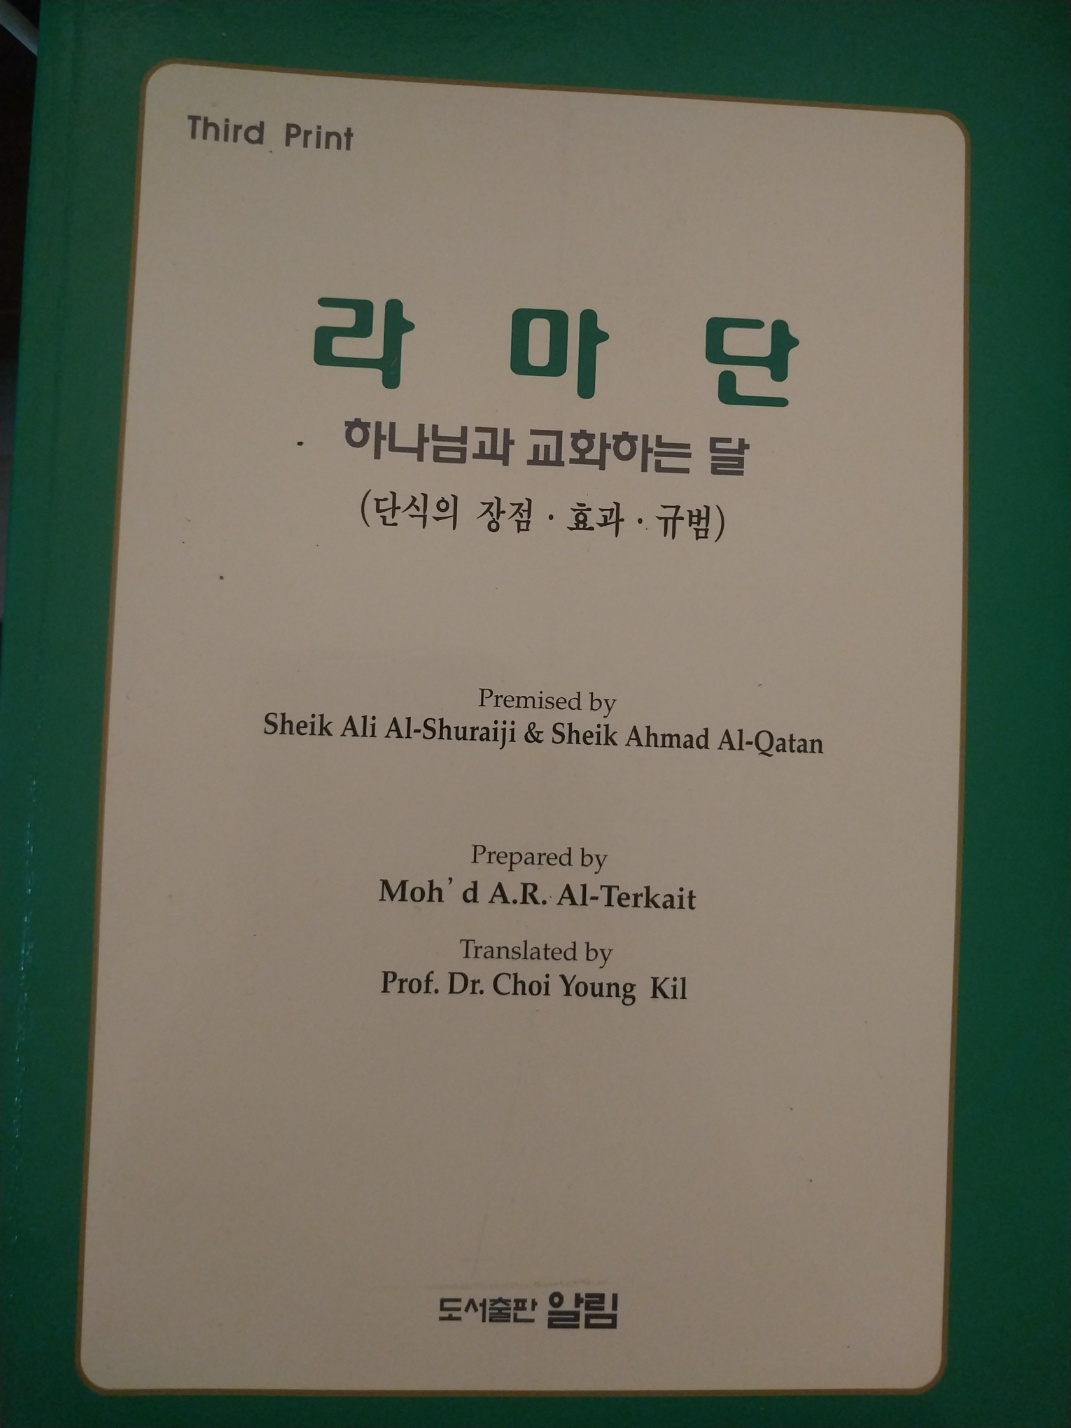 Third Print
라 마 단
하나님과 교화하는 달
(단식의 장점 · 효과 · 규범)
Premised by
Sheik Ali Al-Shuraiji & Sheik Ahmad Al-Qatan
Prepared by
Moh' d A.R. Al-Terkait
Translated by
Prof. Dr. Choi Young Kil
도서출판 알림